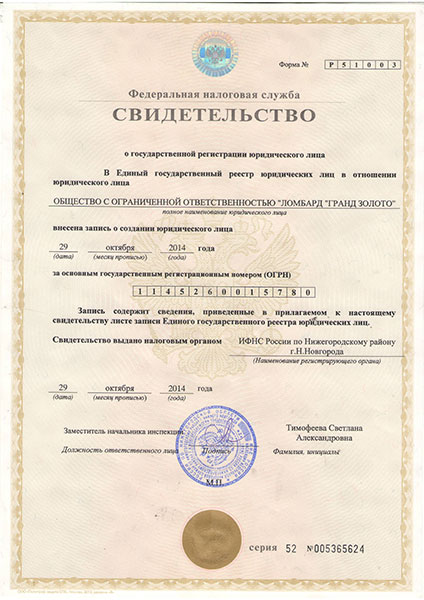 Форма № Р 5 1 0 0 3
Федеральная налоговая служба
СВИДЕТЕЛЬСТВО
о государственной регистрации юридического лица
В Единый государственный реестр юридических лиц в отношении
юридического лица
ОБЩЕСТВО С ОГРАНИЧЕННОЙ ОТВЕТСТВЕННОСТЬЮ "ЛОМБАРД "ГРАНД ЗОЛОТО"
полное наименование юридического лица
внесена запись о создании юридического лица
29 октября 2014 года
(дата) (месяц прописью) (года)
за основным государственным регистрационным номером (ОГРН)
1 1 4 5 2 6 0 0 1 5 7 8 0
Запись содержит сведения, приведенные в прилагаемом к настоящему
свидетельству листе записи Единого государственного реестра юридических лиц.
Свидетельство выдано налоговым органом ИФНС России по Нижегородскому району
г.Н.Новгорода
(Наименование регистрирующего органа)
29 октября 2014 года
(дата) (месяц прописью) (года)
Заместитель начальника инспекции Тимофеева Светлана
Александровна
Должность ответственного лица Подпись Фамилия, инициалы
М.П.
серия 52 №005365624